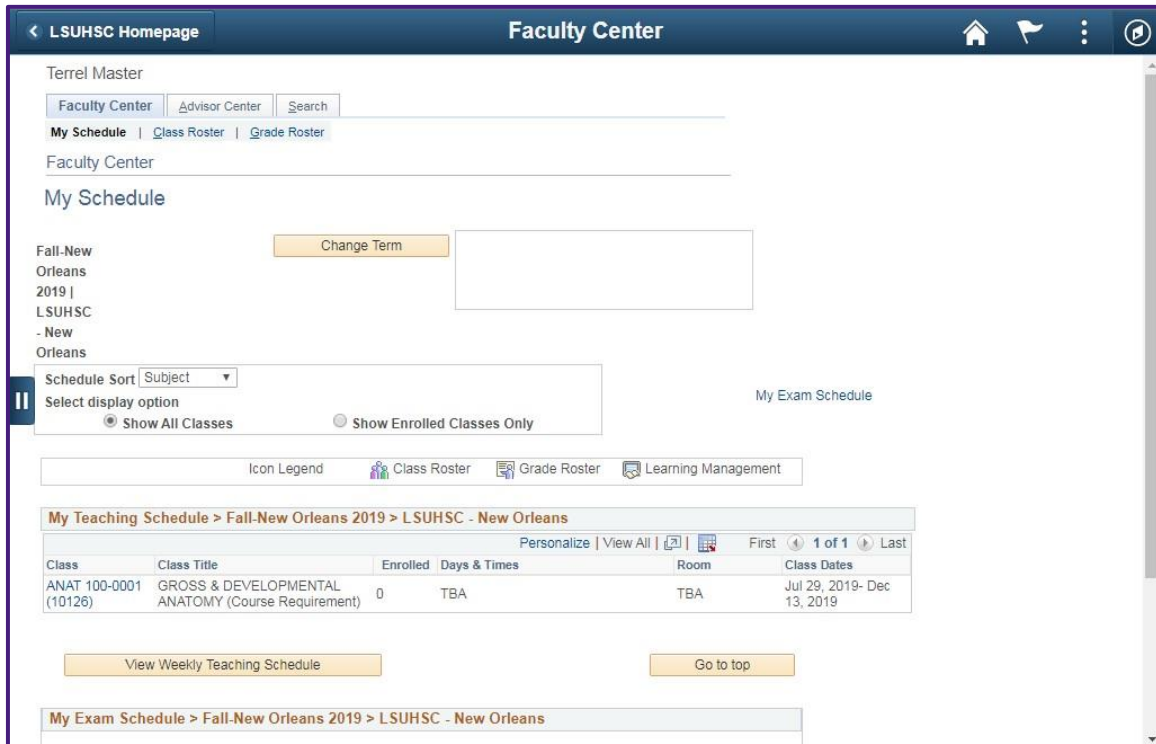 LSUHSC Homepage
Faculty Center
Terrel Master
Faculty Center
Advisor Center
Search
My Schedule | Class Roster | Grade Roster
Faculty Center
My Schedule
Fall-New
Orleans
2019 |
LSUHSC
- New
Orleans
Change Term
Schedule Sort Subject
Select display option
Show All Classes
Show Enrolled Classes Only
My Exam Schedule
Icon Legend
Class Roster
Grade Roster
Learning Management
My Teaching Schedule > Fall-New Orleans 2019 > LSUHSC - New Orleans
Personalize | View All | |
First 1 of 1 Last
Class Class Title Enrolled Days & Times Room Class Dates
ANAT 100-0001 GROSS & DEVELOPMENTAL 0 TBA TBA Jul 29, 2019- Dec
(10126) ANATOMY (Course Requirement) 13, 2019
View Weekly Teaching Schedule
Go to top
My Exam Schedule > Fall-New Orleans 2019 > LSUHSC - New Orleans